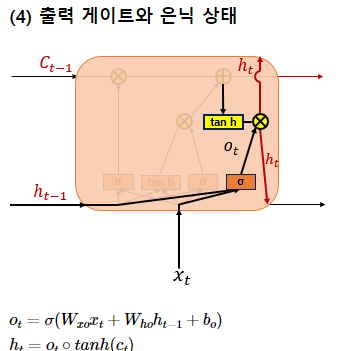 (4) 출력 게이트와 은닉 상태
C_{t-1}
h_t
tan h
o_t
h_t
σ tan h σ σ
h_{t-1}
x_t
o_t = σ(W_{xo}x_t + W_{ho}h_{t-1} + b_o)
h_t = o_t ∘ tanh(c_t)